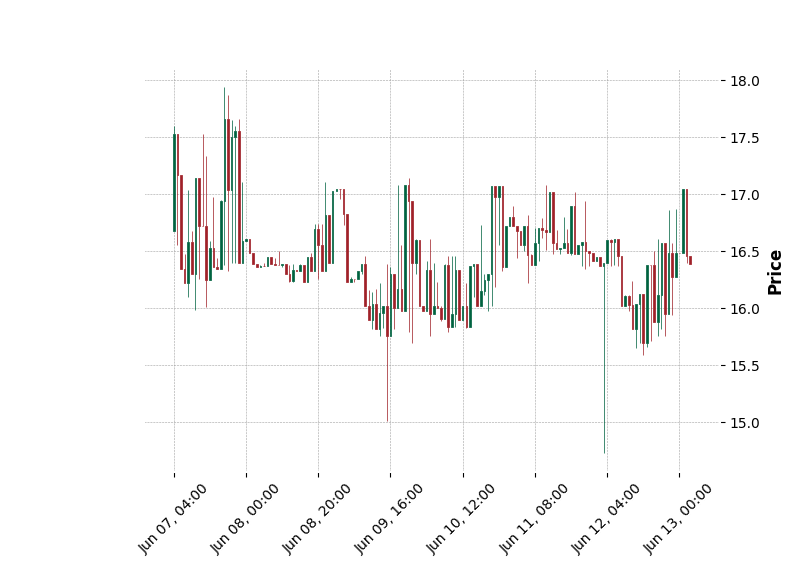 18.0
17.5
17.0
16.5
16.0
15.5
15.0
Price
Jun 07, 04:00
Jun 08, 00:00
Jun 08, 20:00
Jun 09, 16:00
Jun 10, 12:00
Jun 11, 08:00
Jun 12, 04:00
Jun 13, 00:00